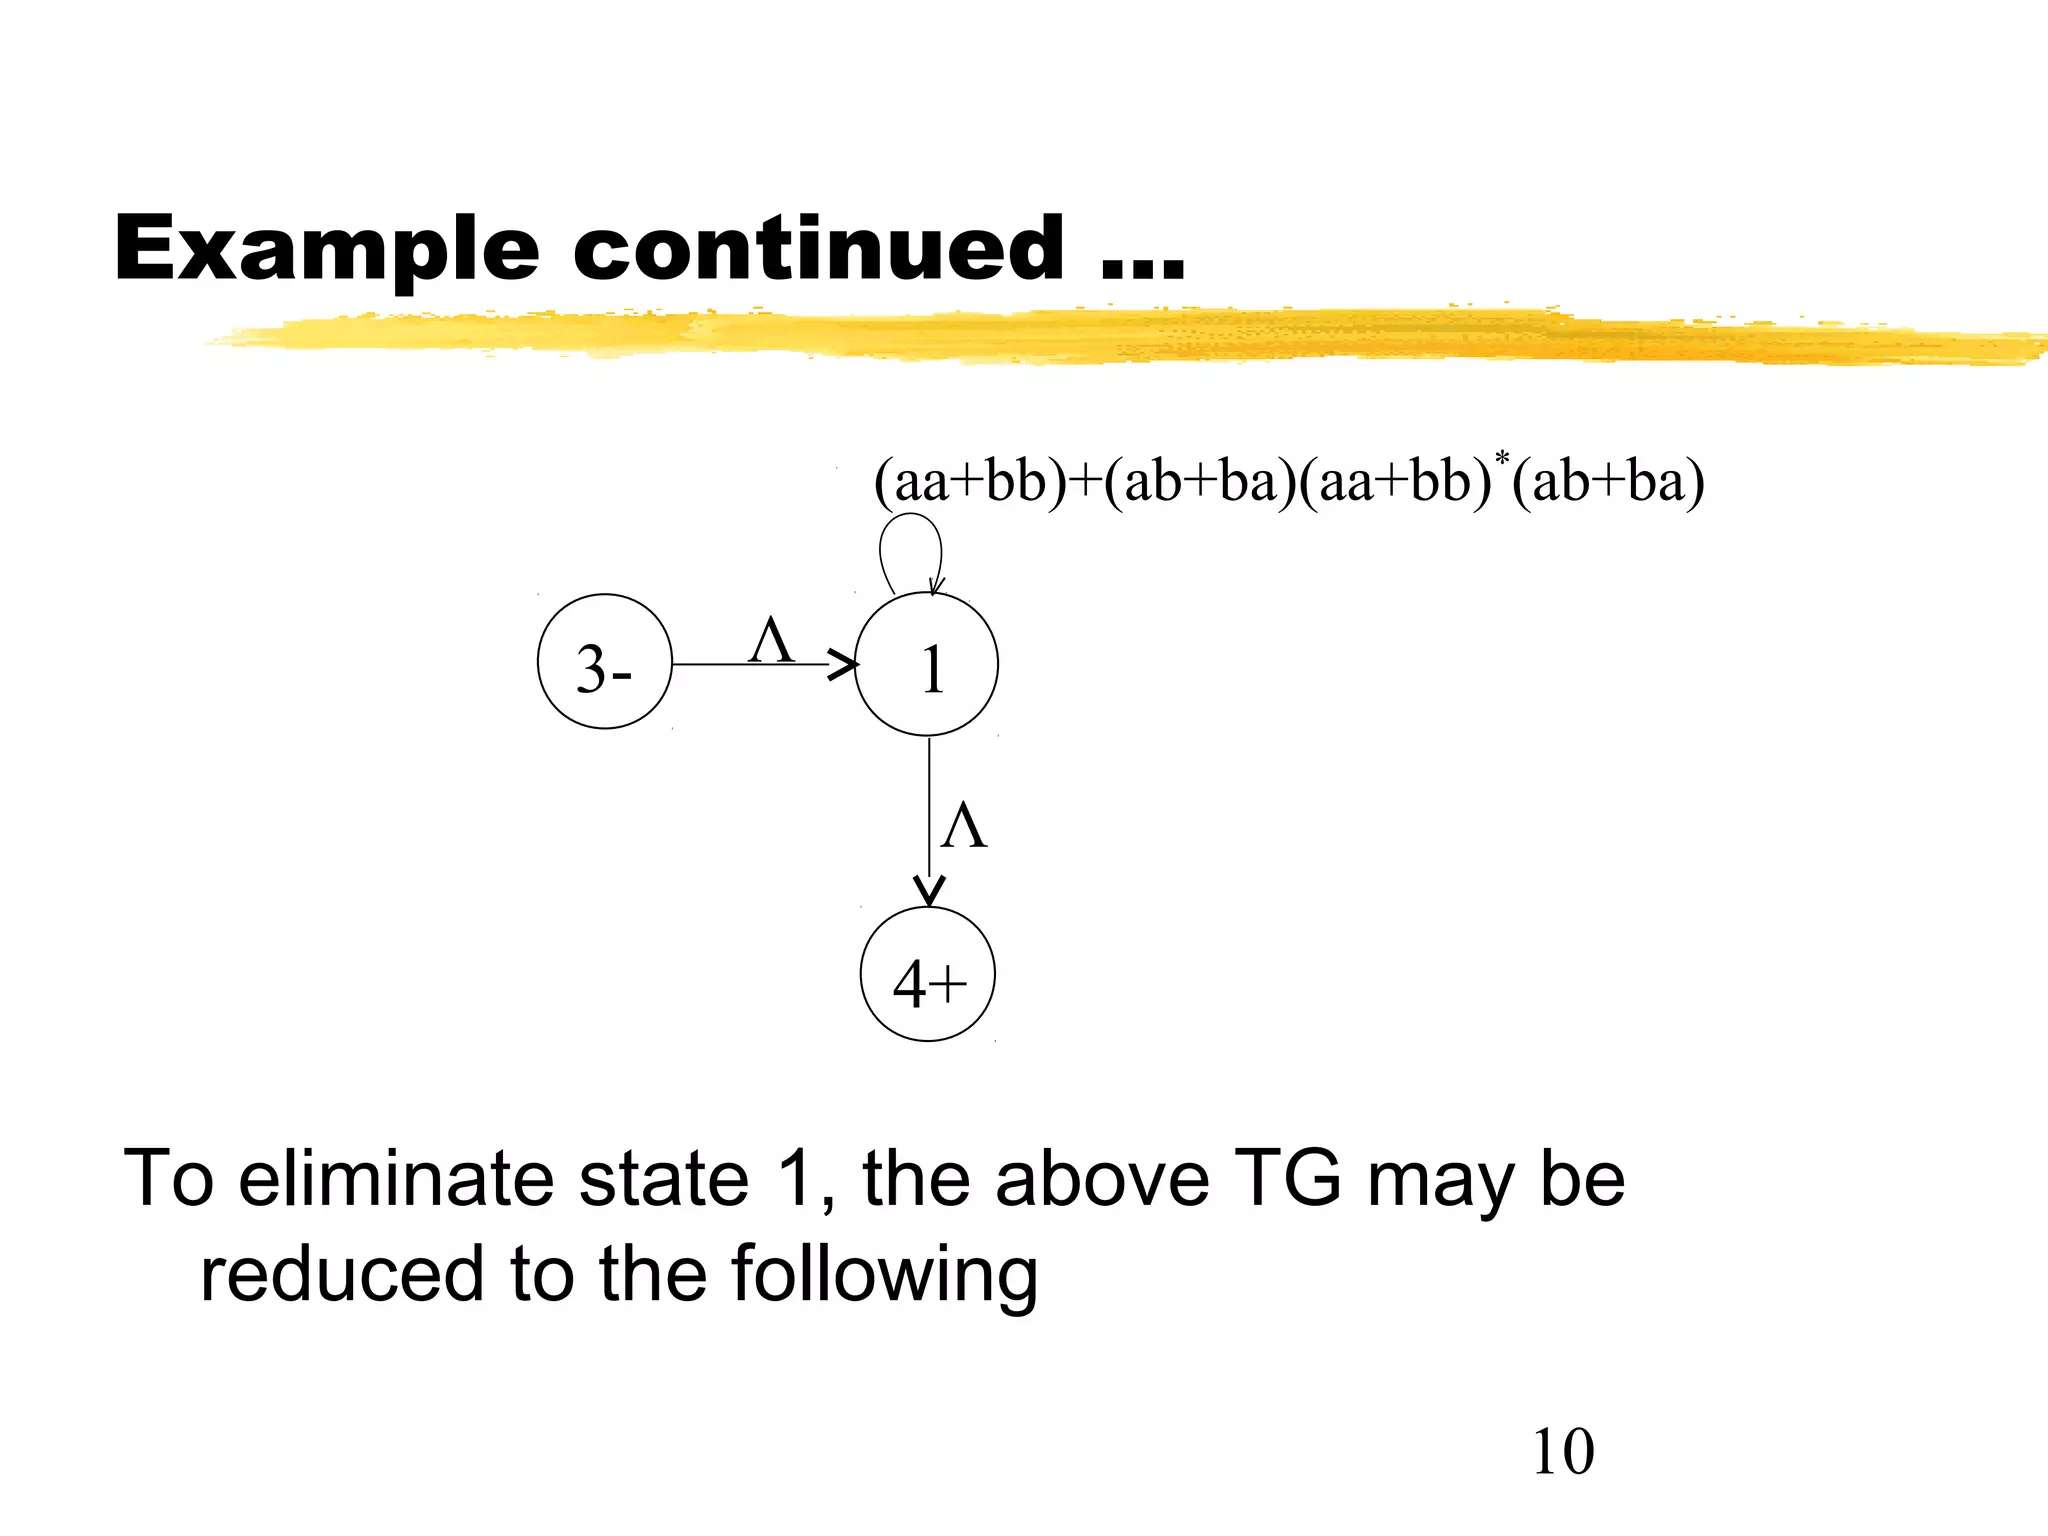 Example continued ...
(aa+bb)+(ab+ba)(aa+bb)*(ab+ba)
3- Λ 1
Λ
4+
To eliminate state 1, the above TG may be
reduced to the following
10